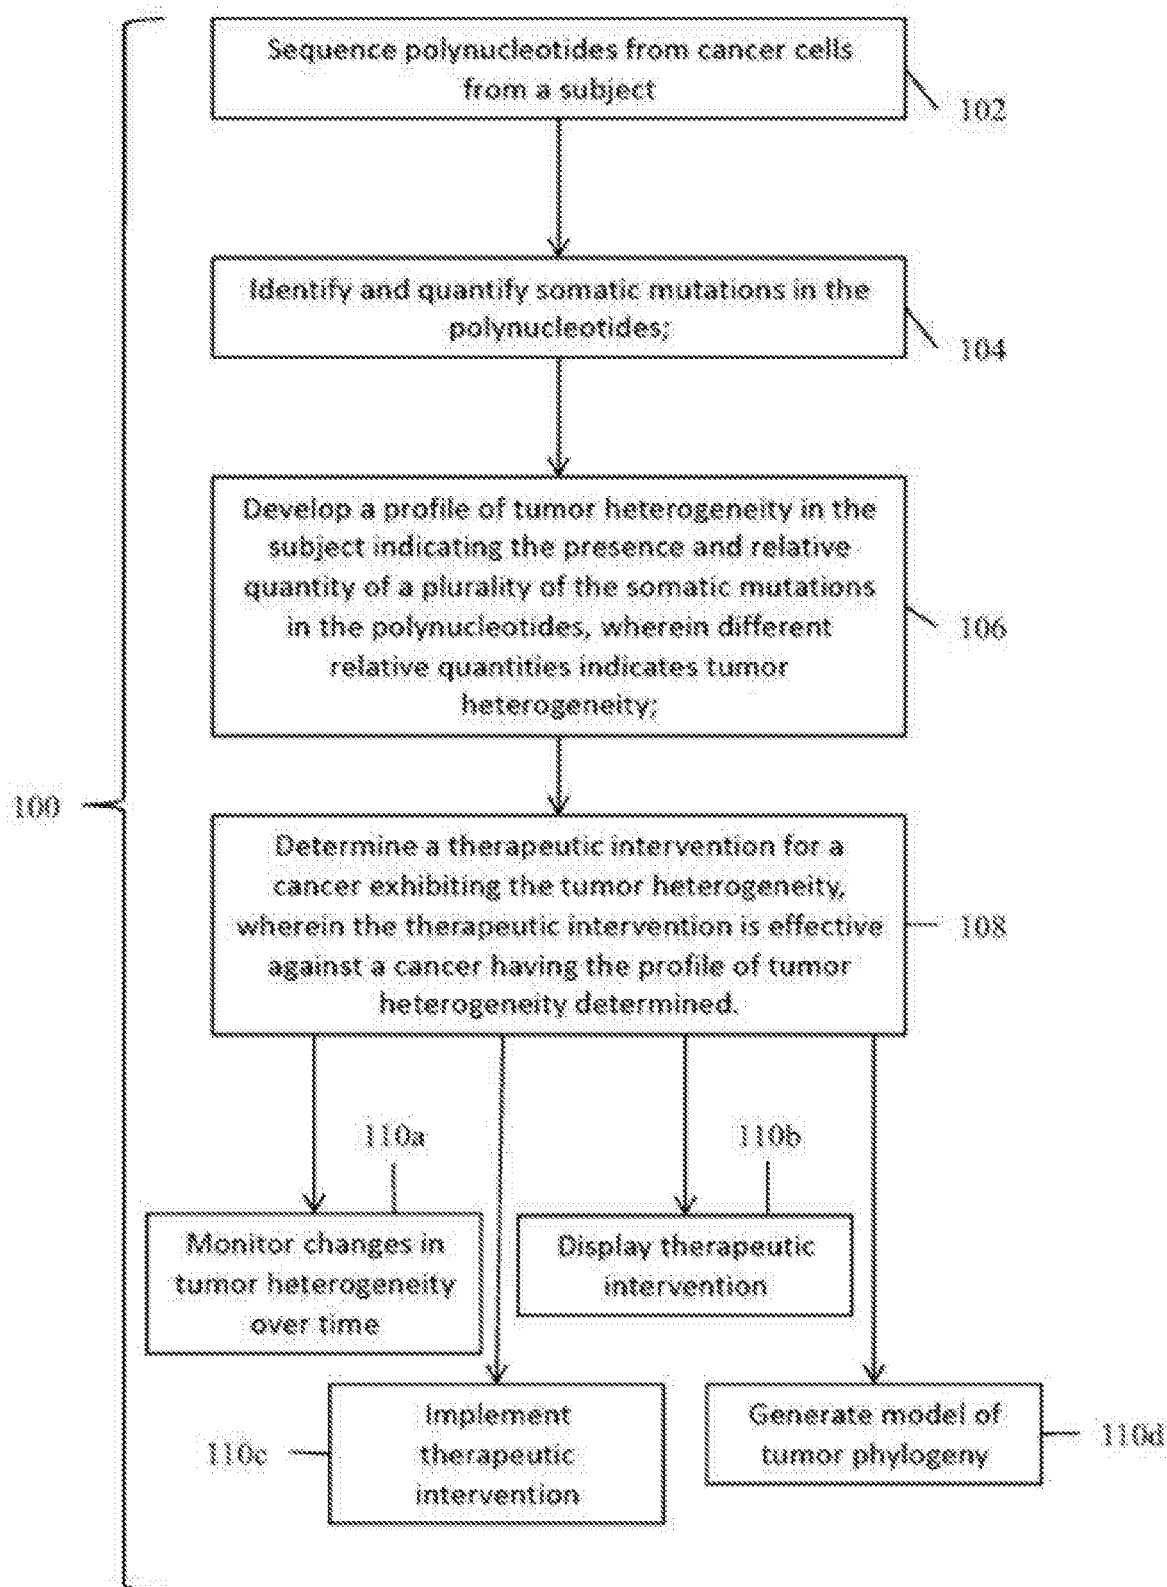 Sequence polynucleotides from cancer cells
from a subject
102
Identify and quantify somatic mutations in the
polynucleotides;
104
Develop a profile of tumor heterogeneity in the
subject indicating the presence and relative
quantity of a plurality of the somatic mutations
in the polynucleotides, wherein different
relative quantities indicates tumor
heterogeneity;
106
100
Determine a therapeutic intervention for a
cancer exhibiting the tumor heterogeneity,
wherein the therapeutic intervention is effective
against a cancer having the profile of tumor
heterogeneity determined.
108
110a
110b
Monitor changes in
tumor heterogeneity
over time
Display therapeutic
intervention
110c
Implement
therapeutic
intervention
Generate model of
tumor phylogeny
110d